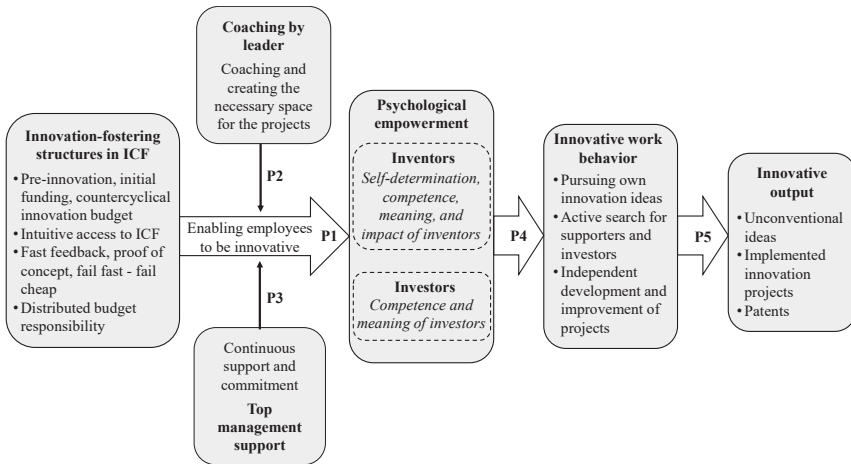 Innovation-fostering
structures in ICF
• Pre-innovation, initial
funding, countercyclical
innovation budget
• Intuitive access to ICF
• Fast feedback, proof of
concept, fail fast - fail
cheap
• Distributed budget
responsibility
Coaching by
leader
Coaching and
creating the
necessary space
for the projects
P2
Enabling employees
to be innovative
P1
P3
Continuous
support and
commitment
Top
management
support
Psychological
empowerment
Inventors
Self-determination,
competence,
meaning, and
impact of inventors
Investors
Competence and
meaning of investors
P4
Innovative work
behavior
• Pursuing own
innovation ideas
• Active search for
supporters and
investors
• Independent
development and
improvement of
projects
P5
Innovative
output
• Unconventional
ideas
• Implemented
innovation
projects
• Patents